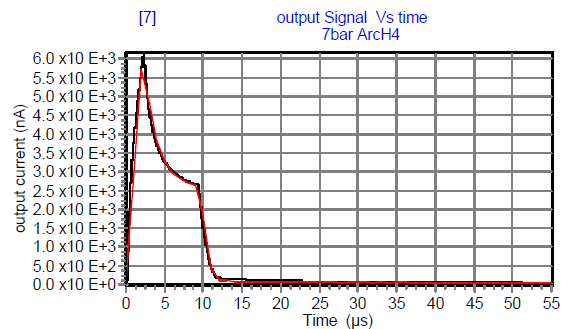 [7]
output Signal Vs time
7bar ArcH4
output current (nA)
6.0 x10 E+3
5.5 x10 E+3
5.0 x10 E+3
4.5 x10 E+3
4.0 x10 E+3
3.5 x10 E+3
3.0 x10 E+3
2.5 x10 E+3
2.0 x10 E+3
1.5 x10 E+3
1.0 x10 E+3
5.0 x10 E+2
0.0 x10 E+0
0 5 10 15 20 25 30 35 40 45 50 55
Time (µs)